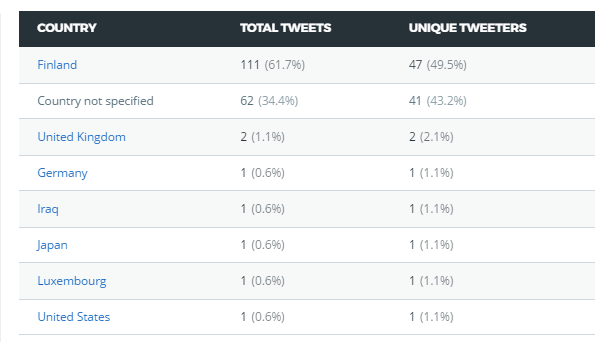 COUNTRY TOTAL TWEETS UNIQUE TWEETERS
Finland 111 (61.7%) 47 (49.5%)
Country not specified 62 (34.4%) 41 (43.2%)
United Kingdom 2 (1.1%) 2 (2.1%)
Germany 1 (0.6%) 1 (1.1%)
Iraq 1 (0.6%) 1 (1.1%)
Japan 1 (0.6%) 1 (1.1%)
Luxembourg 1 (0.6%) 1 (1.1%)
United States 1 (0.6%) 1 (1.1%)